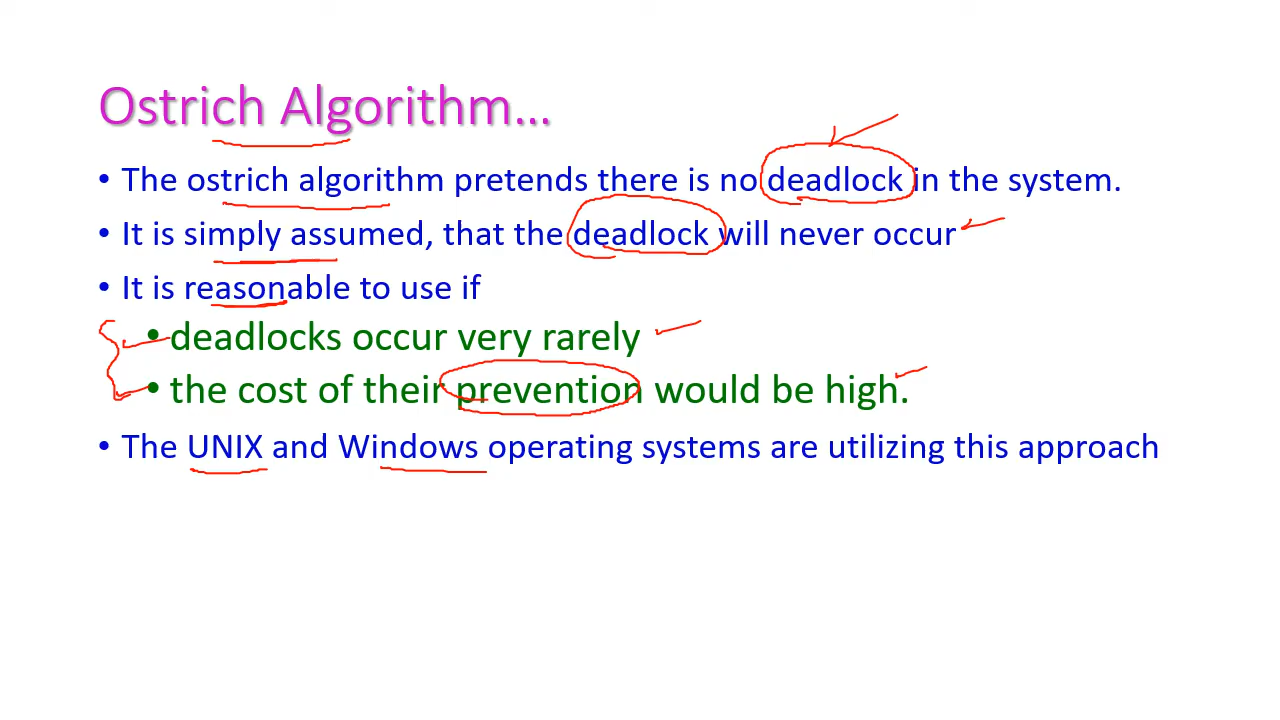 Ostrich Algorithm...
• The ostrich algorithm pretends there is no deadlock in the system.
• It is simply assumed, that the deadlock will never occur
• It is reasonable to use if
• deadlocks occur very rarely
• the cost of their prevention would be high.
• The UNIX and Windows operating systems are utilizing this approach